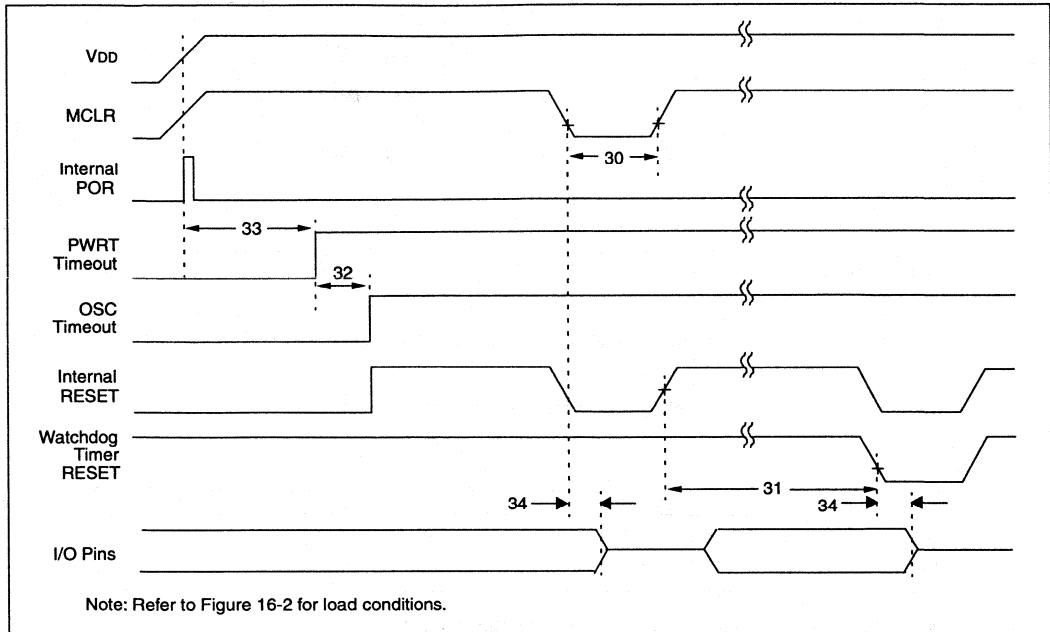 VDD
MCLR
30
Internal
POR
33
PWRT
Timeout
32
OSC
Timeout
Internal
RESET
Watchdog
Timer
RESET
31
34
34
I/O Pins
Note: Refer to Figure 16-2 for load conditions.